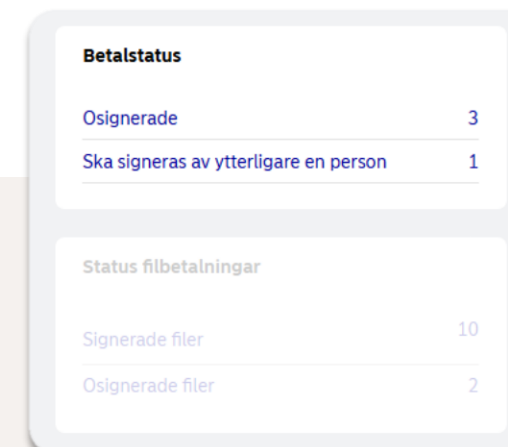 Betalstatus
Osignerade 3
Ska signeras av ytterligare en person 1
Status filbetalningar
Signerade filer 10
Osignerade filer 2